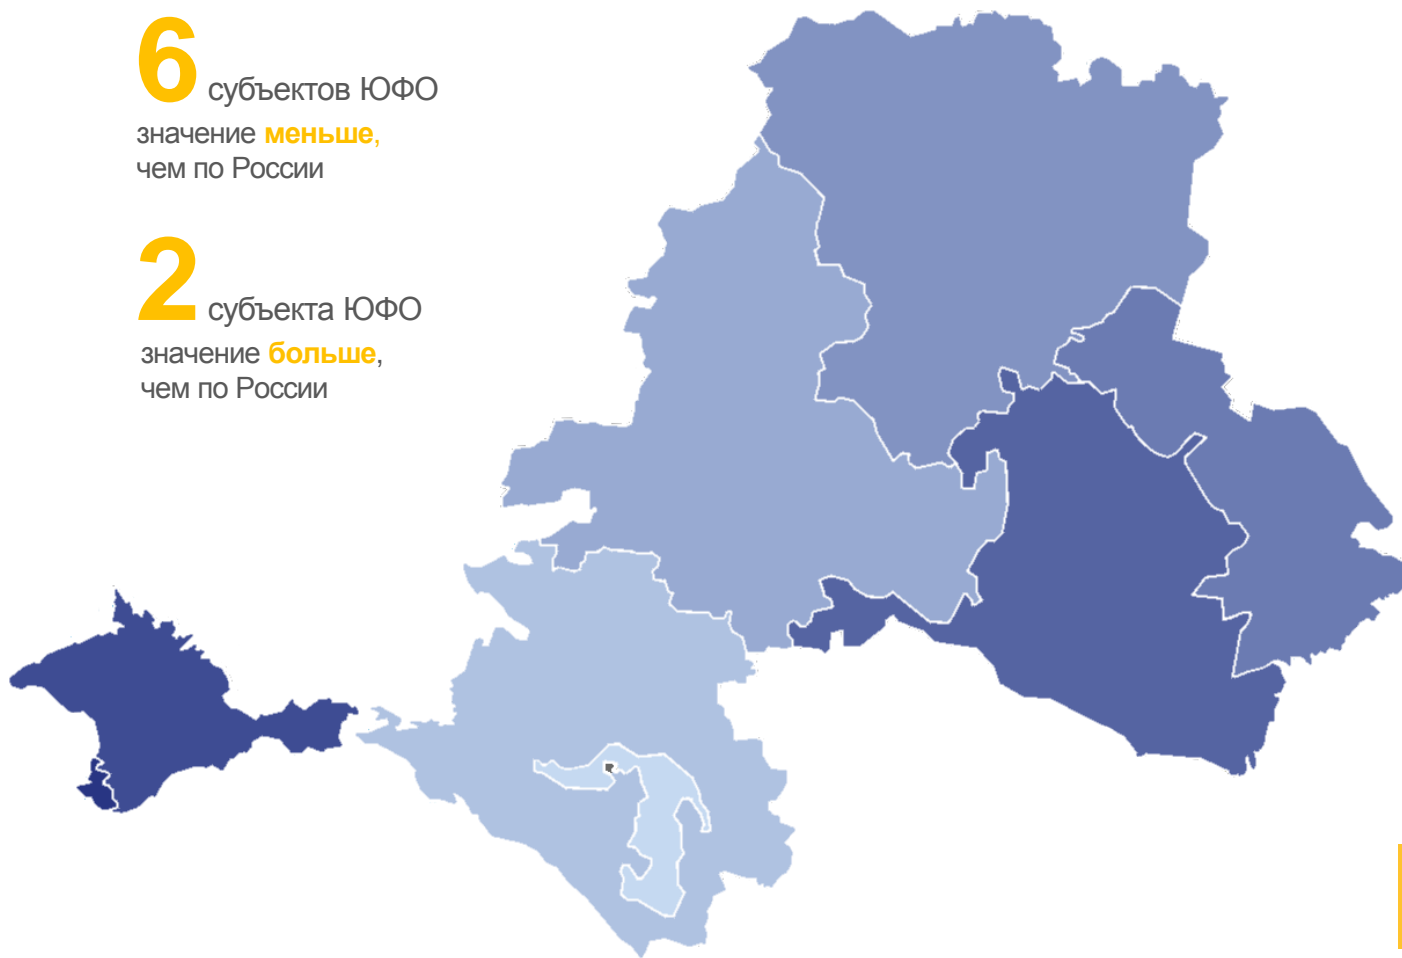 6 субъектов ЮФО
значение меньше,
чем по России
2 субъекта ЮФО
значение больше,
чем по России